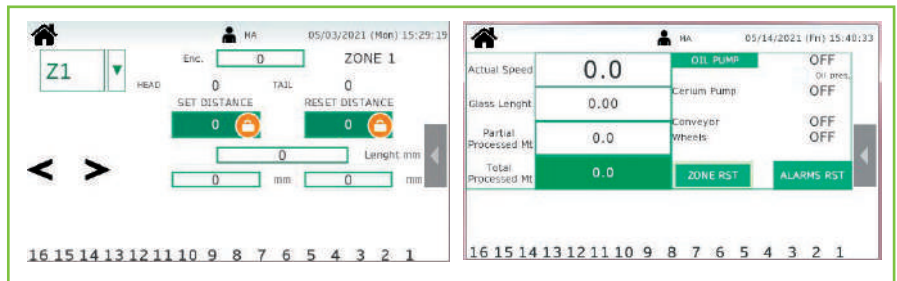 MA 05/03/2021 (Mon) 15:29:19
Z1
Enc. 0 ZONE 1
HEAD 0 TAIL 0
SET DISTANCE RESET DISTANCE
0 0
0 Lenght mm
< >
0 mm 0 mm
16 15 14 13 12 11 10 9 8 7 6 5 4 3 2 1
MA 05/14/2021 (Fri) 15:40:33
Actual Speed 0.0
OIL PUMP OFF
Oil pres.
Glass Lenght 0.00
Cerium Pump OFF
Partial
Processed Mt 0.0
Conveyor OFF
Wheels OFF
Total
Processed Mt 0.0
ZONE RST ALARMS RST
16 15 14 13 12 11 10 9 8 7 6 5 4 3 2 1